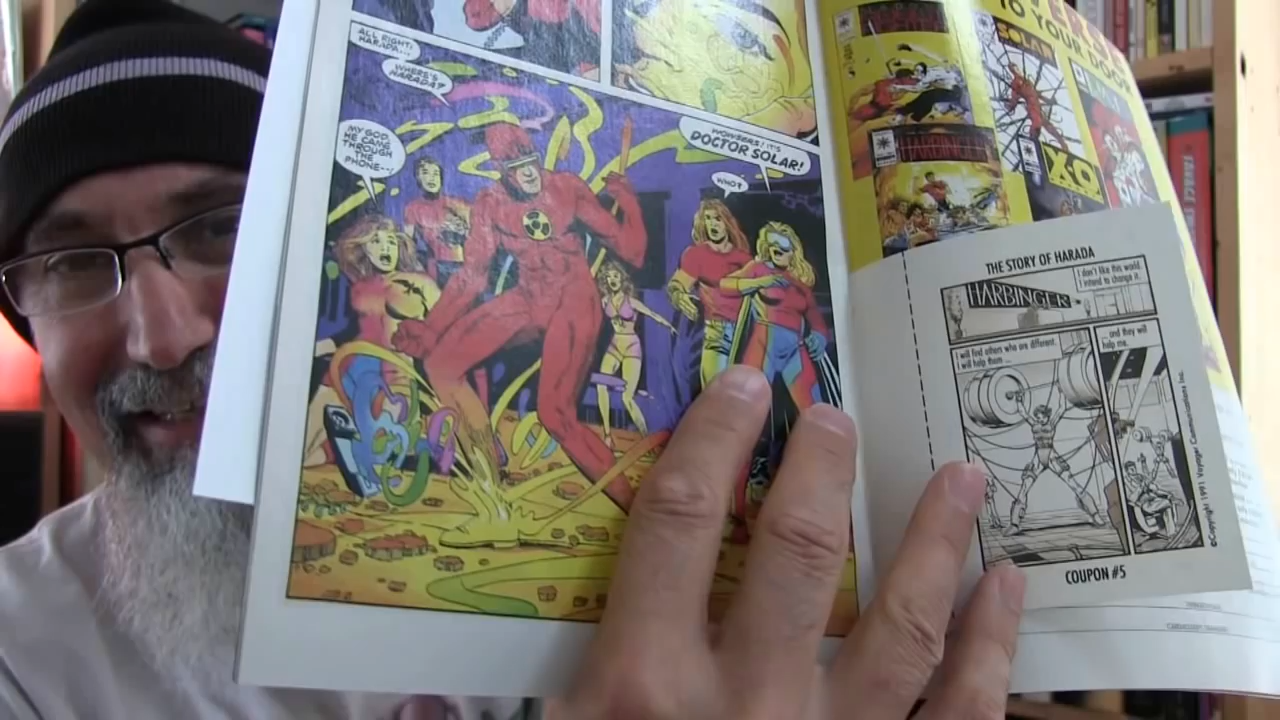 ALL RIGHT,
HARADA...
WHERE'S
HARADA?
MY GOD,
HE CAME
THROUGH
THE
PHONE--!
WOWSERS! IT'S
DOCTOR SOLAR!
WHO?
TO YOUR DOOR
SOLAR
HARBINGER
X-O
THE STORY OF HARADA
I don't like this world.
I intend to change it.
HARBINGER
I will find others who are different.
I will help them ...
and they will
help me.
©Copyright 1991 Voyager Communications Inc.
COUPON #5